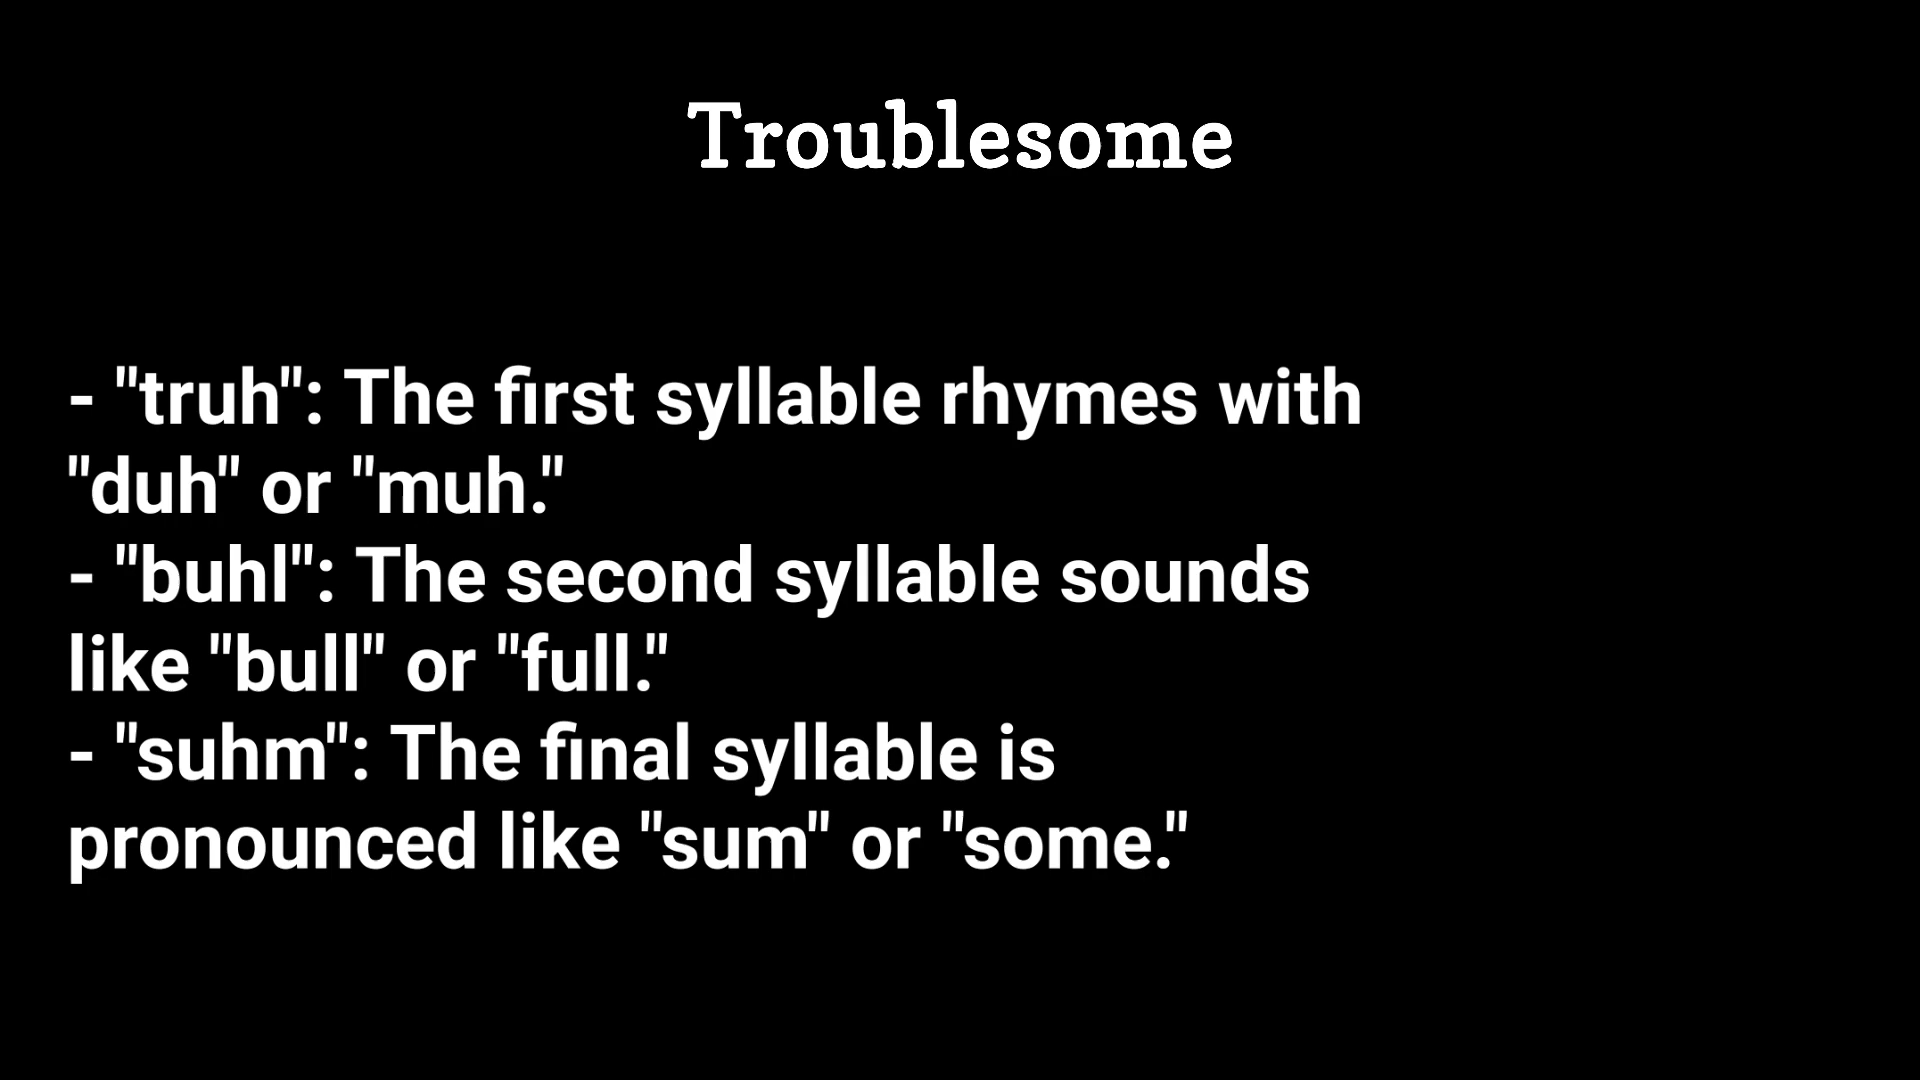 Troublesome
- "truh": The first syllable rhymes with
"duh" or "muh."
- "buhl": The second syllable sounds
like "bull" or "full."
- "suhm": The final syllable is
pronounced like "sum" or "some."